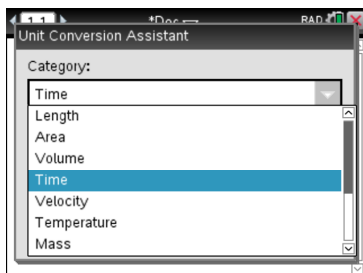 1.1 *Doc RAD
Unit Conversion Assistant
Category:
Time
Length
Area
Volume
Time
Velocity
Temperature
Mass